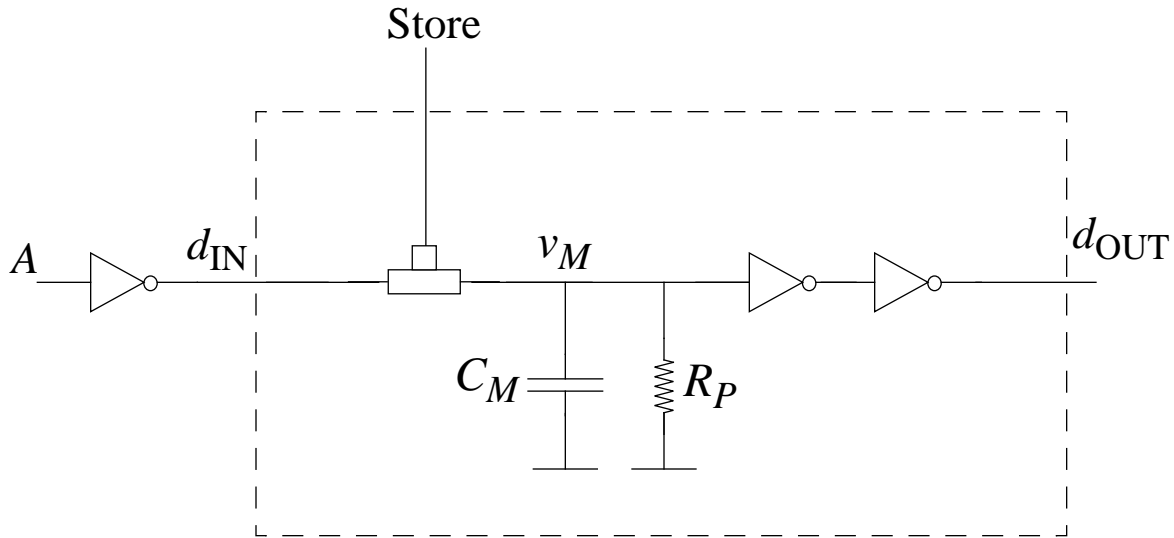 Store
A
d_IN
v_M
d_OUT
C_M
R_P